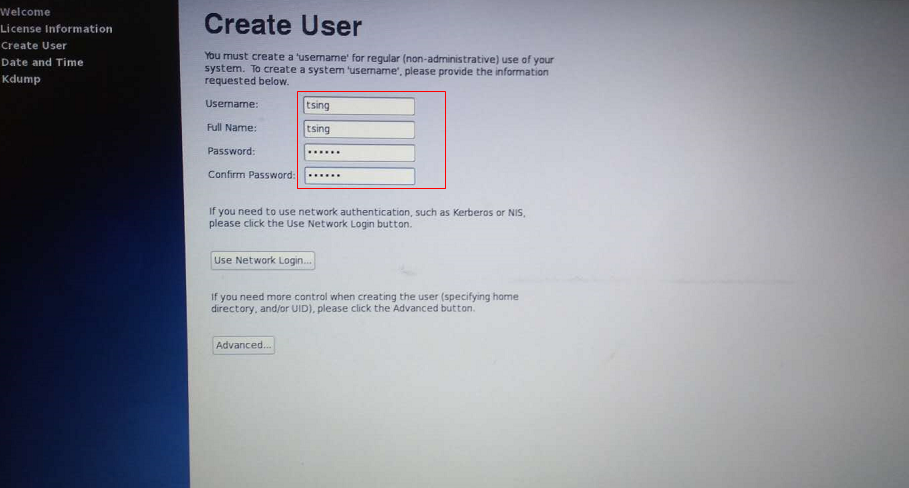 Welcome
License Information
Create User
Date and Time
Kdump
Create User
You must create a 'username' for regular (non-administrative) use of your
system. To create a system 'username', please provide the information
requested below.
Username: tsing
Full Name: tsing
Password: ••••••
Confirm Password: ••••••
If you need to use network authentication, such as Kerberos or NIS,
please click the Use Network Login button.
Use Network Login...
If you need more control when creating the user (specifying home
directory, and/or UID), please click the Advanced button.
Advanced...